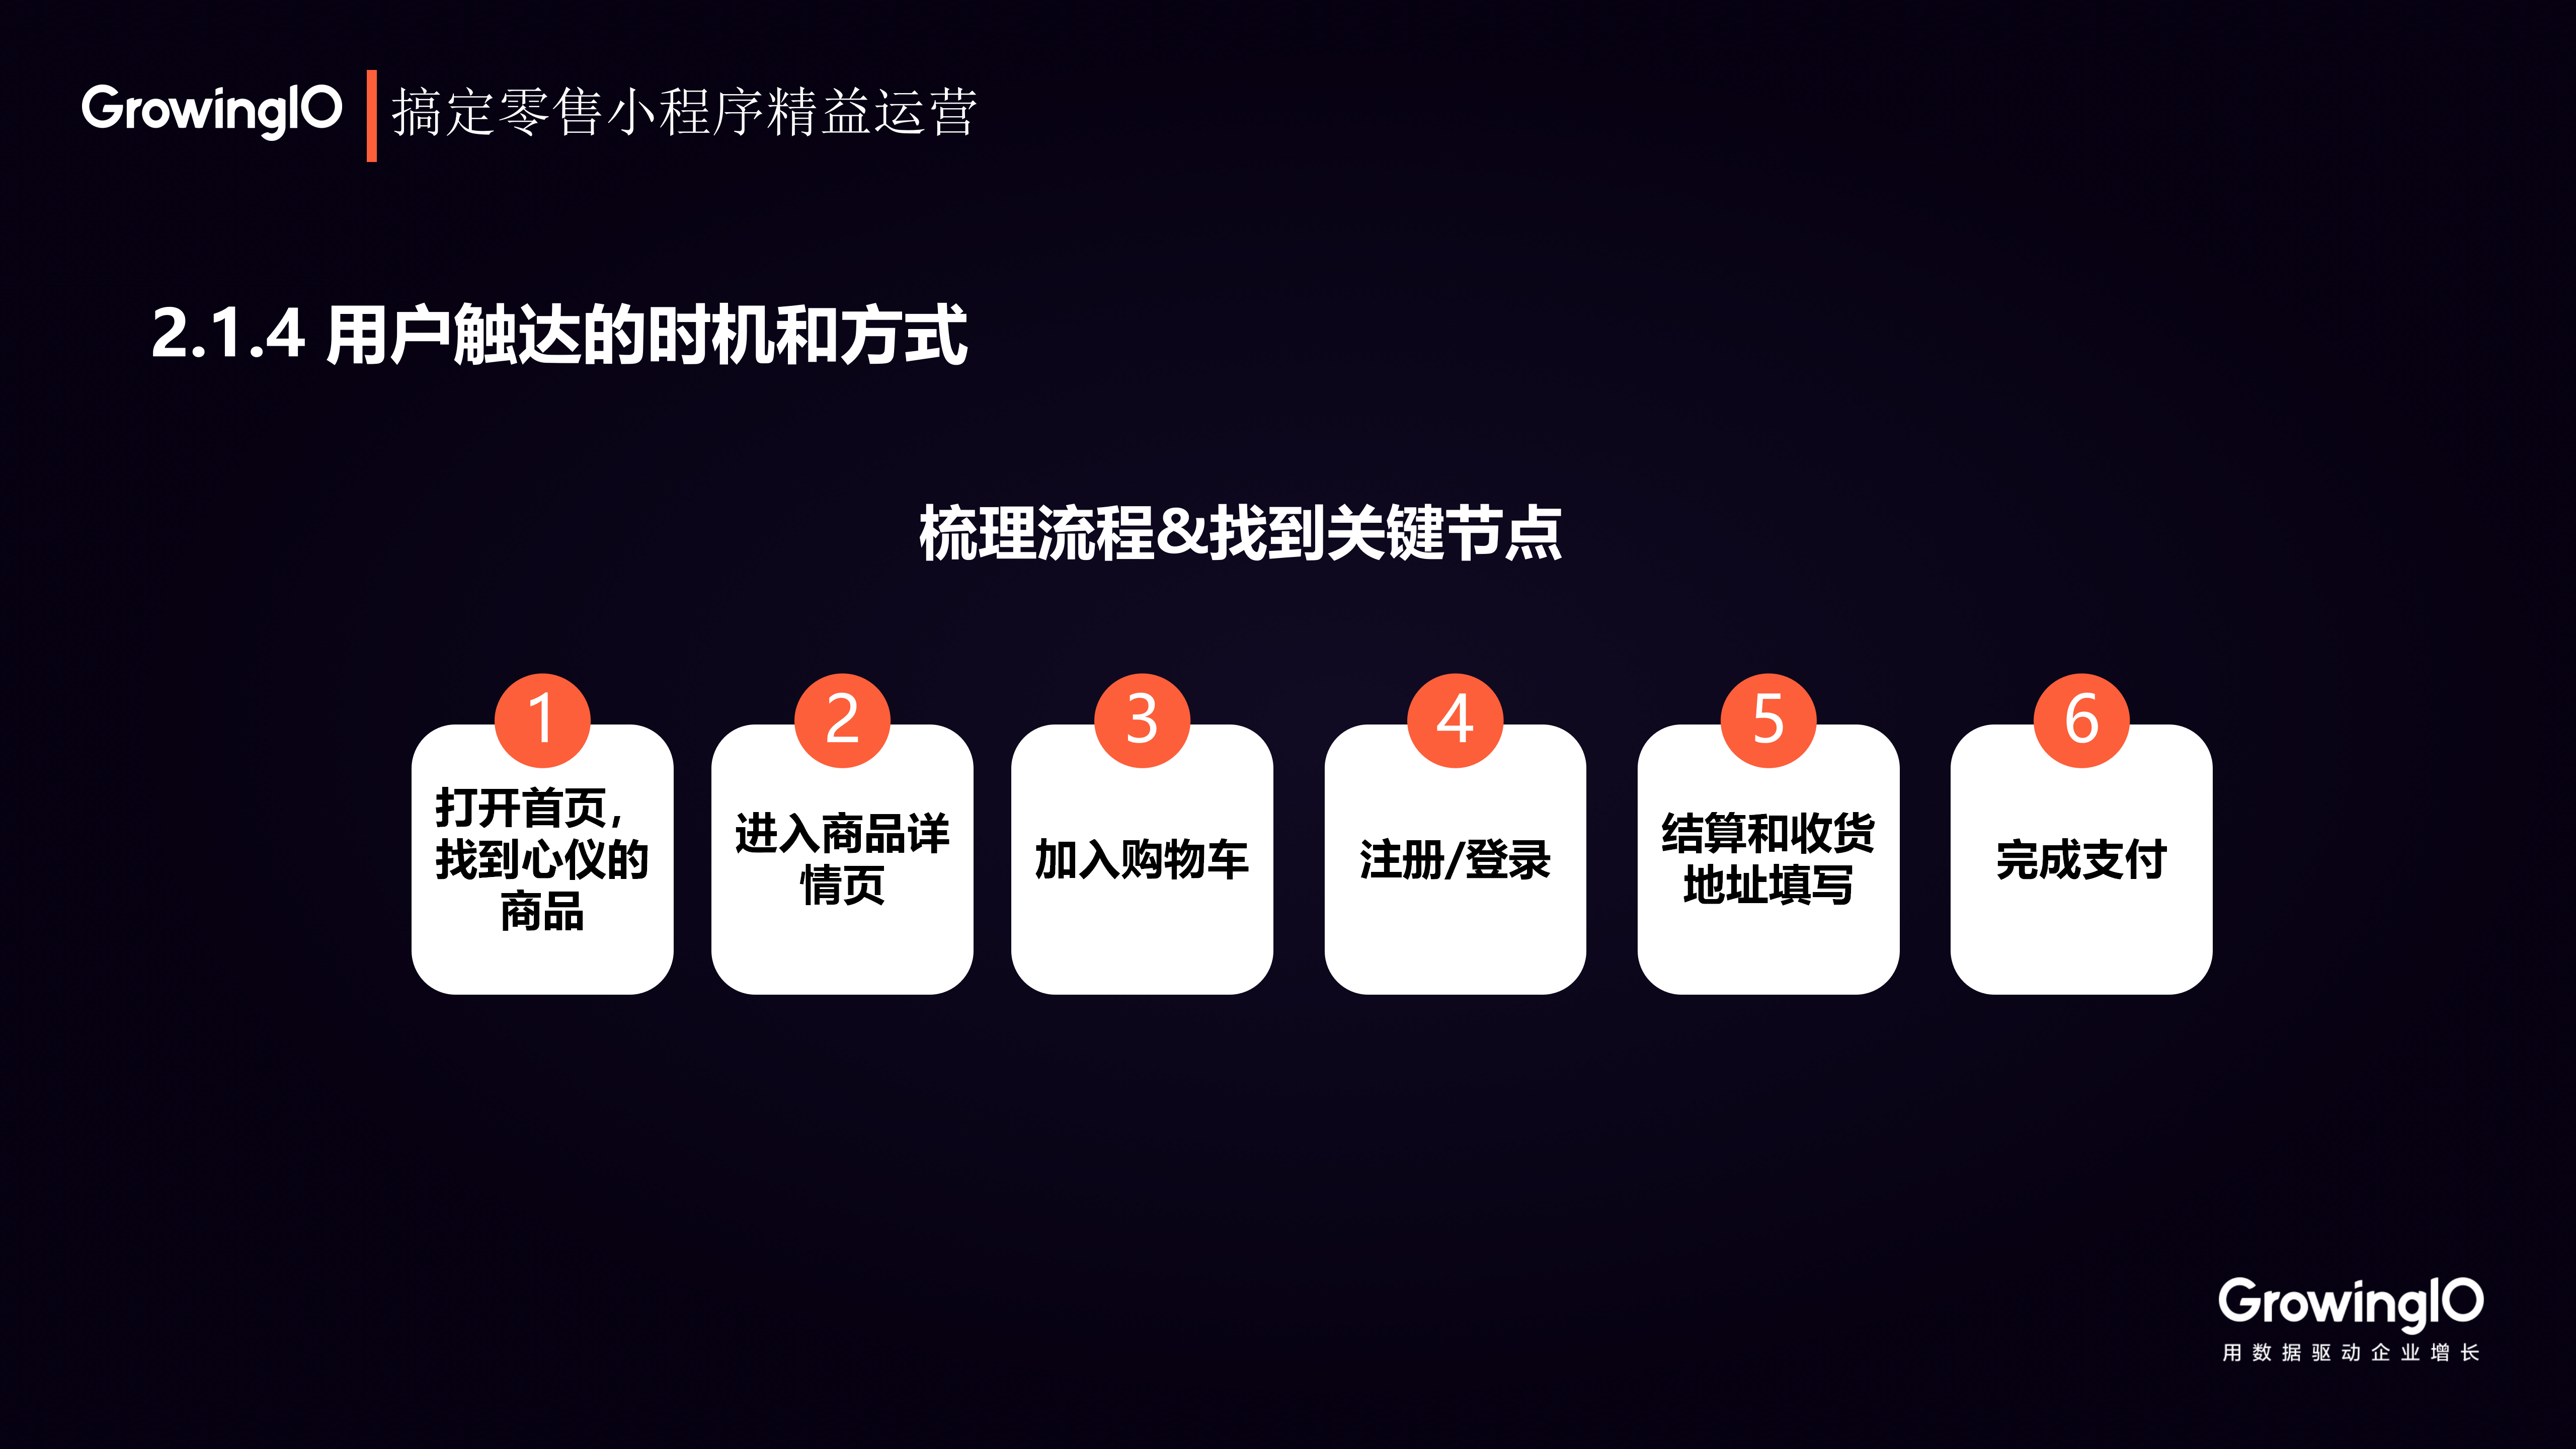 GrowingIO 搞定零售小程序精益运营
2.1.4 用户触达的时机和方式
梳理流程&找到关键节点
1
打开首页，
找到心仪的
商品
2
进入商品详
情页
3
加入购物车
4
注册/登录
5
结算和收货
地址填写
6
完成支付
GrowingIO
用数据驱动企业增长